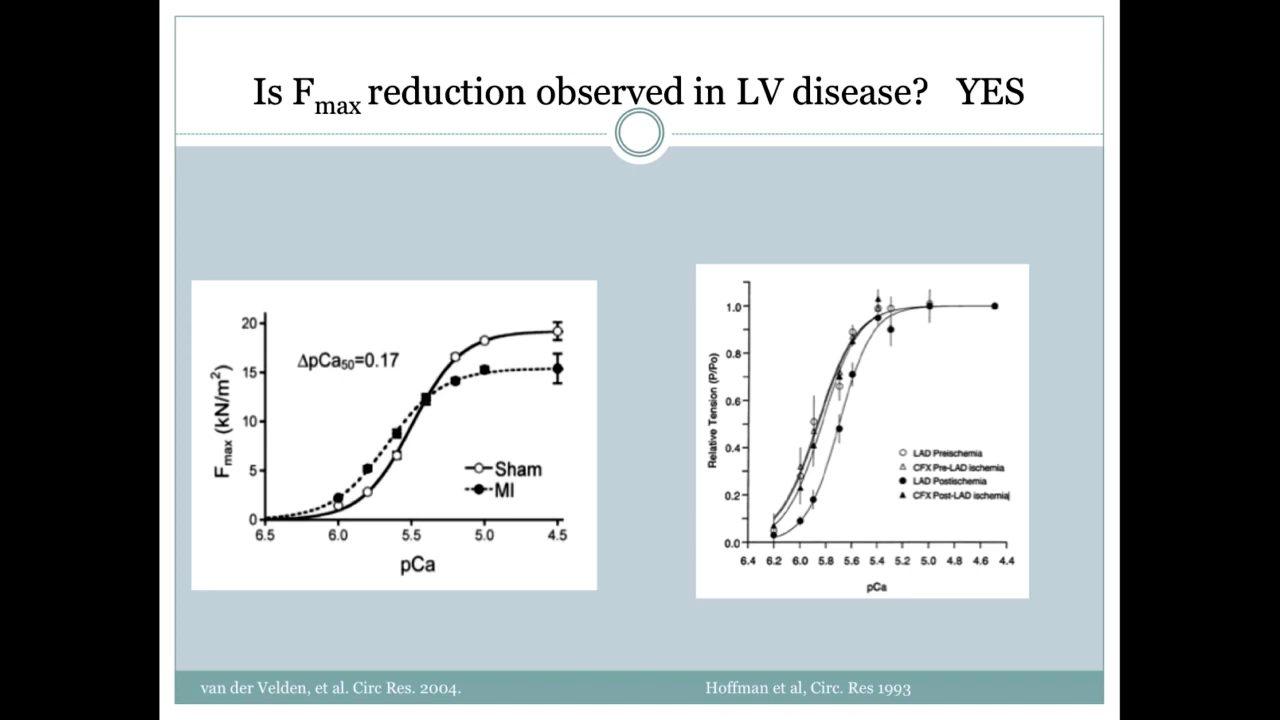 Is Fmax reduction observed in LV disease? YES
20
15
10
5
0
Fmax (kN/m²)
ΔpCa50=0.17
Sham
MI
6.5 6.0 5.5 5.0 4.5
pCa
1.0
0.8
0.6
0.4
0.2
0.0
Relative Tension (P/Po)
LAD Preischemia
CFX Pre-LAD ischemia
LAD Postischemia
CFX Post-LAD ischemia
6.4 6.2 6.0 5.8 5.6 5.4 5.2 5.0 4.8 4.6 4.4
pCa
van der Velden, et al. Circ Res. 2004.
Hoffman et al, Circ. Res 1993